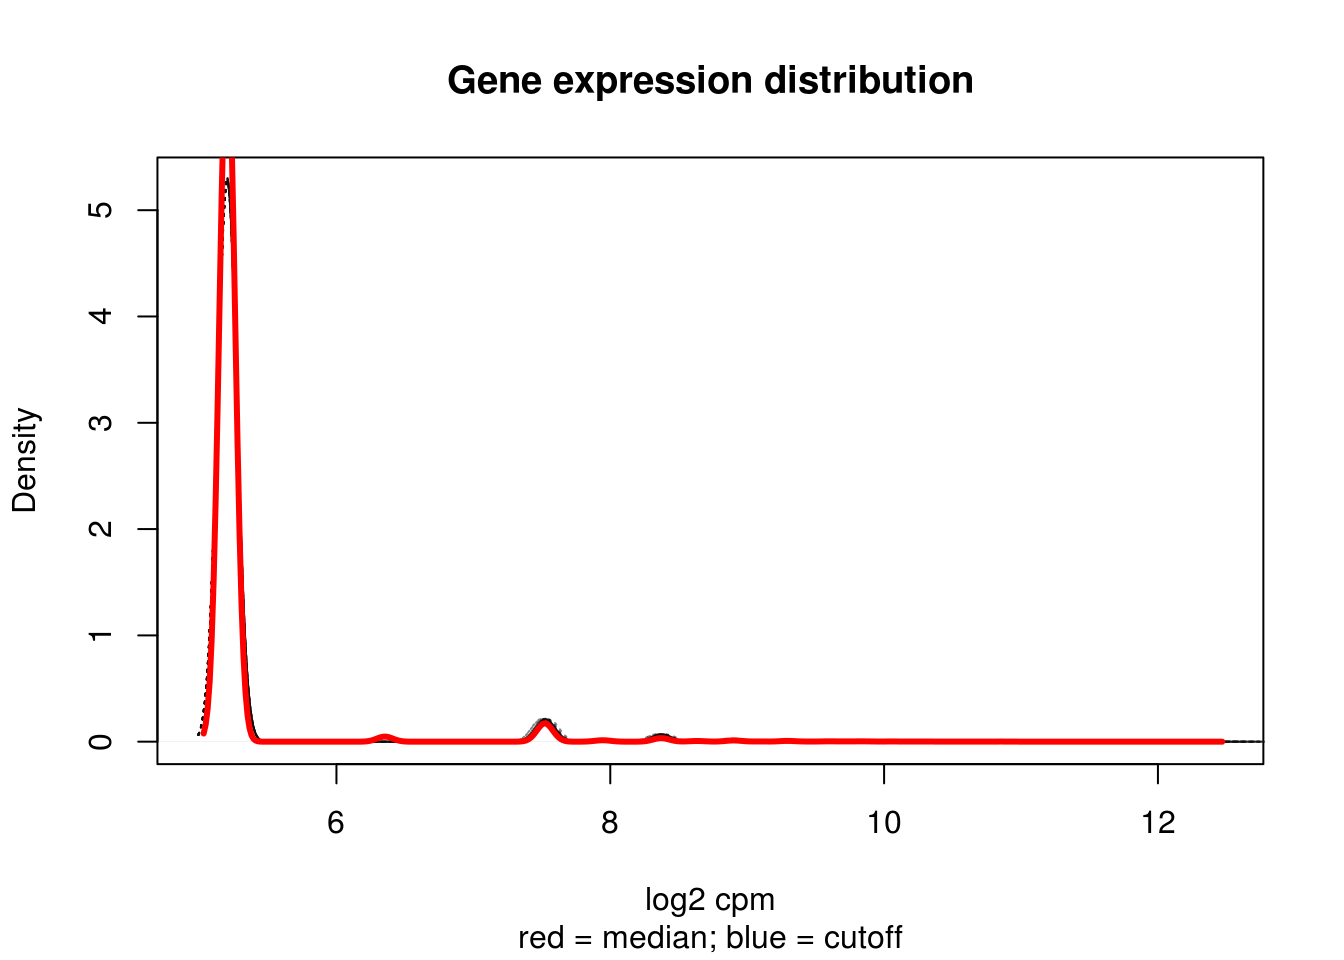 Gene expression distribution
Density
5
4
3
2
1
0
6 8 10 12
log2 cpm
red = median; blue = cutoff